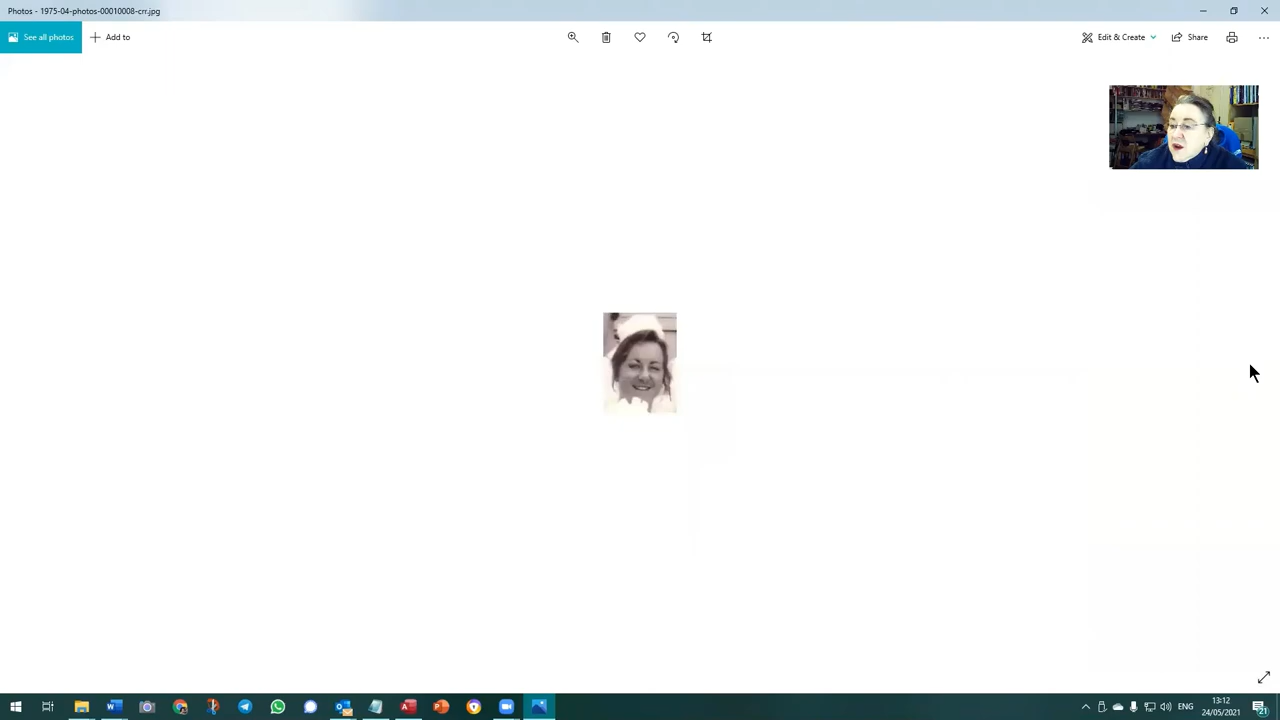 Photos - 1975-04-photos-00010008-crr.jpg
See all photos
Add to
Edit & Create
Share
ENG
13:12
24/05/2021
21